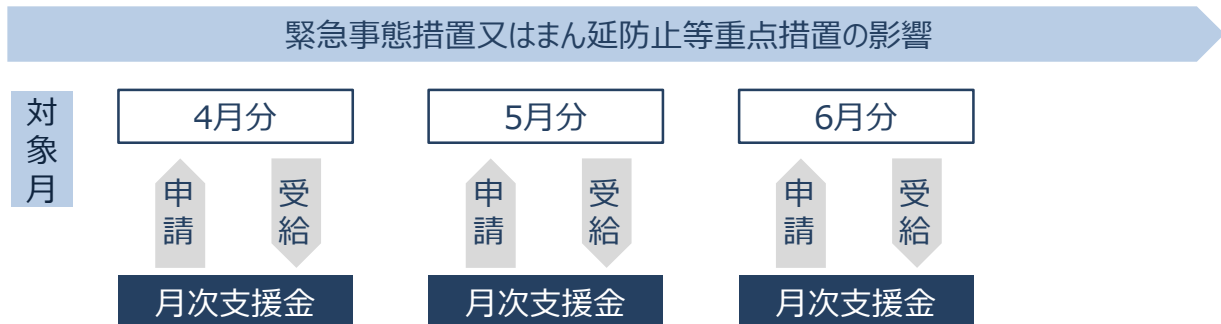 緊急事態措置又はまん延防止等重点措置の影響
対象月
4月分
5月分
6月分
申請
受給
申請
受給
申請
受給
月次支援金
月次支援金
月次支援金